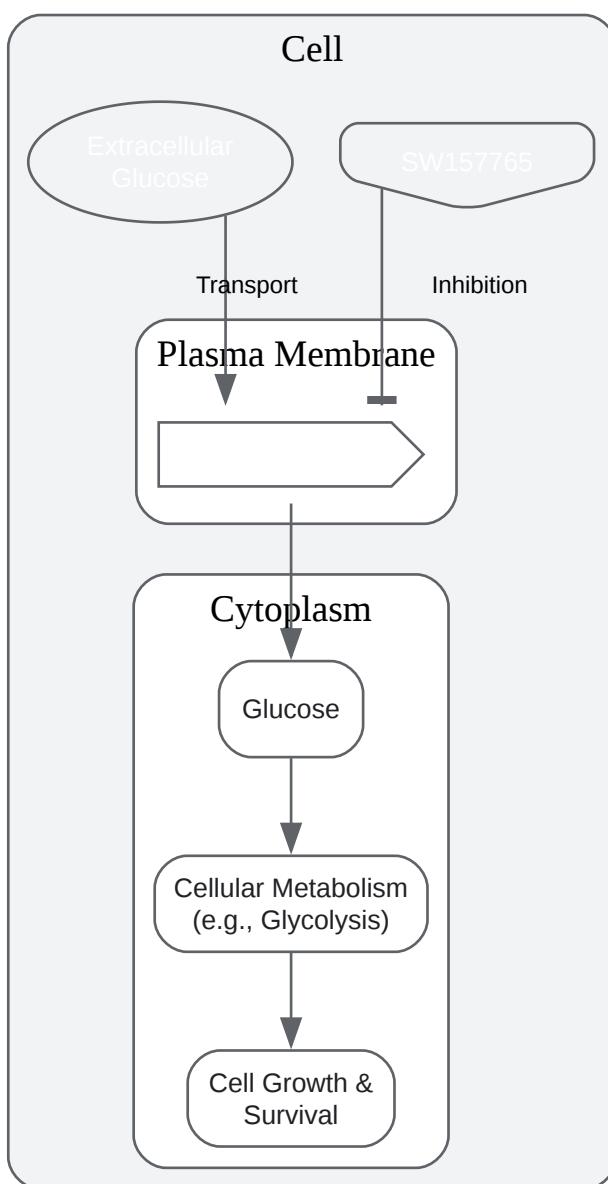 Cell
Extracellular
Glucose
SW157765
Transport
Inhibition
Plasma Membrane
Cytoplasm
Glucose
Cellular Metabolism
(e.g., Glycolysis)
Cell Growth &
Survival